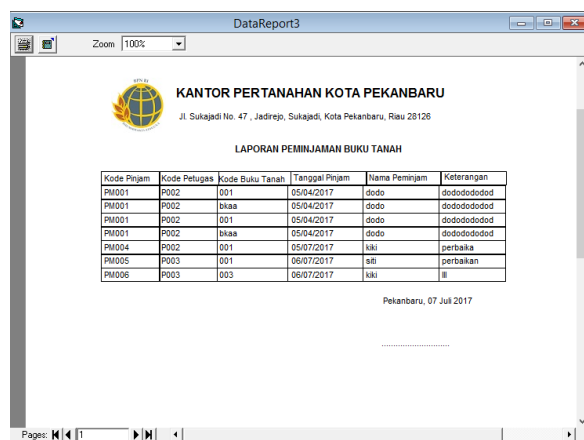 DataReport3
Zoom 100%
KANTOR PERTANAHAN KOTA PEKANBARU
Jl. Sukajadi No. 47 , Jadirejo, Sukajadi, Kota Pekanbaru, Riau 28126
LAPORAN PEMINJAMAN BUKU TANAH
Kode Pinjam Kode Petugas Kode Buku Tanah Tanggal Pinjam Nama Peminjam Keterangan
PM001 P002 001 05/04/2017 dodo dododododod
PM001 P002 bkaa 05/04/2017 dodo dododododod
PM001 P002 001 05/04/2017 dodo dododododod
PM001 P002 bkaa 05/04/2017 dodo dododododod
PM004 P002 001 05/07/2017 kiki perbaika
PM005 P003 001 06/07/2017 siti perbaikan
PM006 P003 003 06/07/2017 kiki
Pekanbaru, 07 Juli 2017
............................
Pages: 1